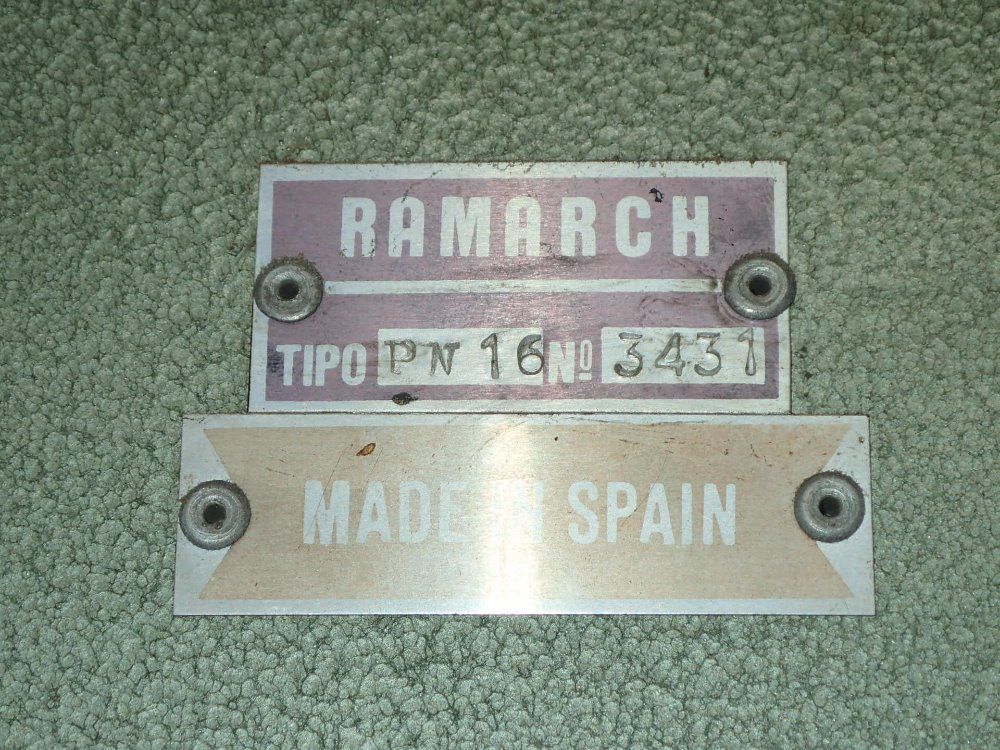 RAMARCH
TIPO PN 16 Nº 3431
MADE IN SPAIN